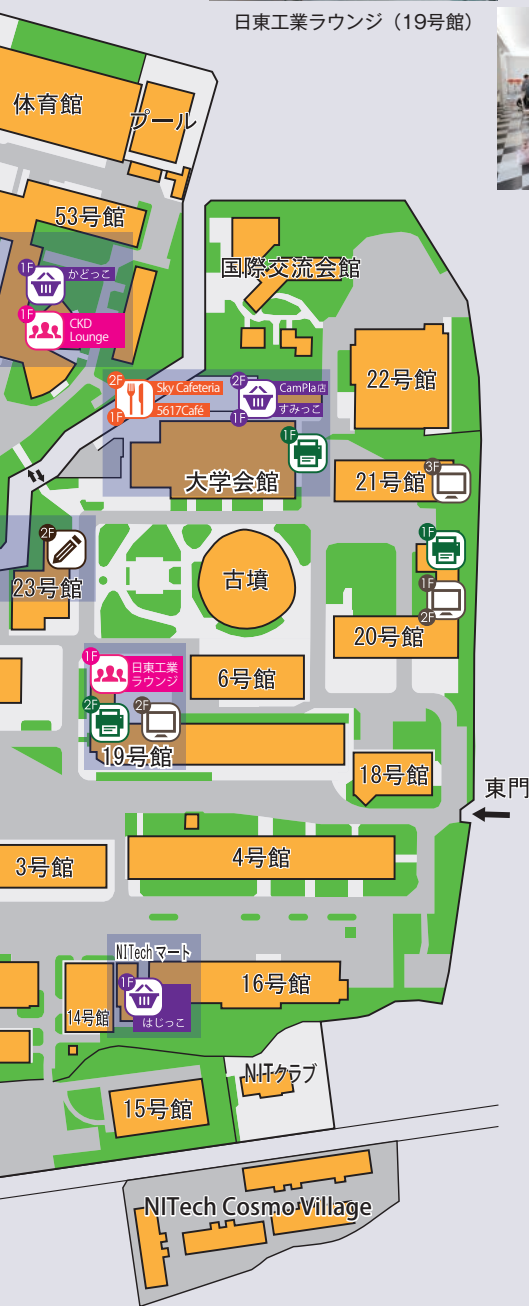 日東工業ラウンジ（19号館）
体育館
プール
53号館
1F
かどっこ
1F
CKD
Lounge
国際交流会館
22号館
2F
Sky Cafeteria
1F
5617Café
2F
CamPla店
1F
すみっこ
1F
大学会館
21号館
3F
2F
23号館
古墳
1F
1F
2F
20号館
1F
日東工業
ラウンジ
6号館
2F
2F
19号館
18号館
東門
3号館
4号館
NITechマート
1F
はじっこ
14号館
16号館
NITクラブ
15号館
NITech Cosmo Village